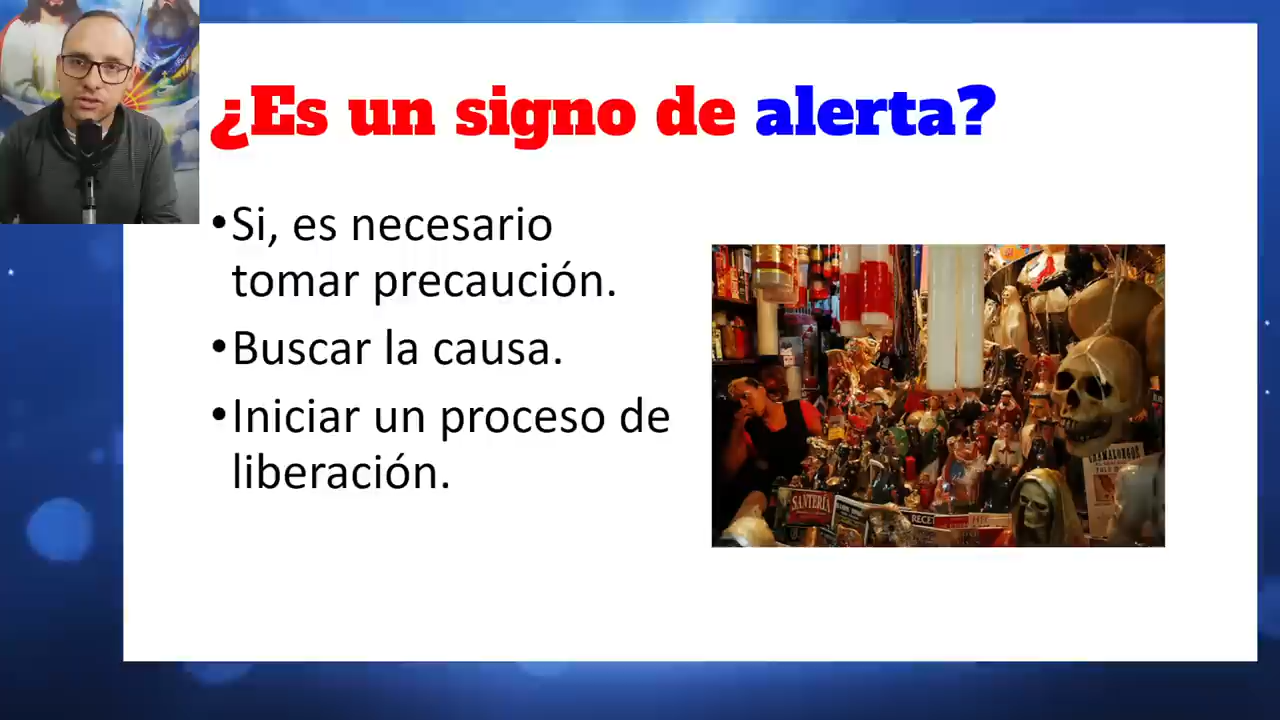 ¿Es un signo de alerta?
•Si, es necesario
tomar precaución.
•Buscar la causa.
•Iniciar un proceso de
liberación.
SANTERÍA